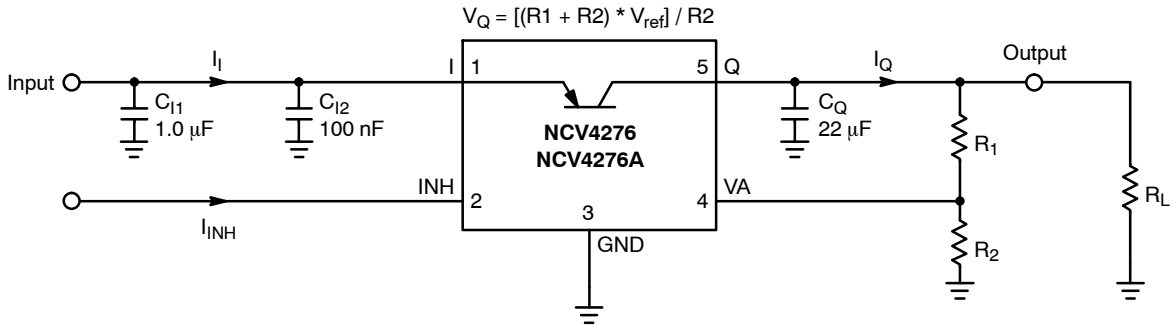 V_Q = [(R1 + R2) * V_ref] / R2
Input
I_I
I 1
5 Q
I_Q
Output
C_I1
1.0 μF
C_I2
100 nF
NCV4276
NCV4276A
C_Q
22 μF
R_1
INH
2
4
VA
R_L
I_INH
3
GND
R_2